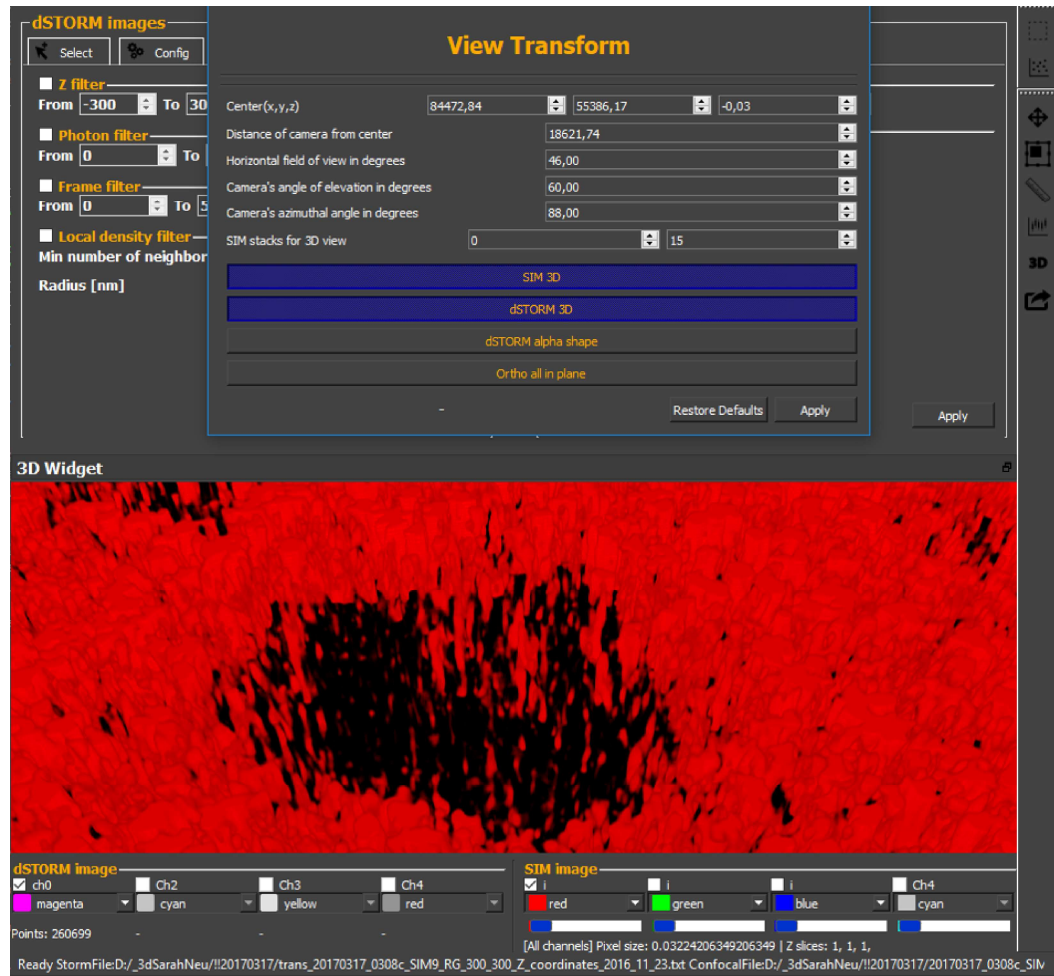 dSTORM images
Select Config
View Transform
Z filter
From -300 To 30
Center(x,y,z) 84472,84 55386,17 -0,03
Photon filter
Distance of camera from center 18621,74
From 0 To
Horizontal field of view in degrees 46,00
Frame filter
Camera's angle of elevation in degrees 60,00
From 0 To 5
Camera's azimuthal angle in degrees 88,00
Local density filter
SIM stacks for 3D view 0 15
Min number of neighbor
Radius [nm]
SIM 3D
dSTORM 3D
dSTORM alpha shape
Ortho all in plane
- Restore Defaults Apply
Apply
3D
3D Widget
dSTORM image
ch0 Ch2 Ch3 Ch4
magenta cyan yellow red
Points: 260699 - - -
SIM image
i i i Ch4
red green blue cyan
[All channels] Pixel size: 0.03224206349206349 | Z slices: 1, 1, 1,
Ready StormFile:D:/_3dSarahNeu/!!20170317/trans_20170317_0308c_SIM9_RG_300_300_Z_coordinates_2016_11_23.txt ConfocalFile:D:/_3dSarahNeu/!!20170317/20170317_0308c_SIM